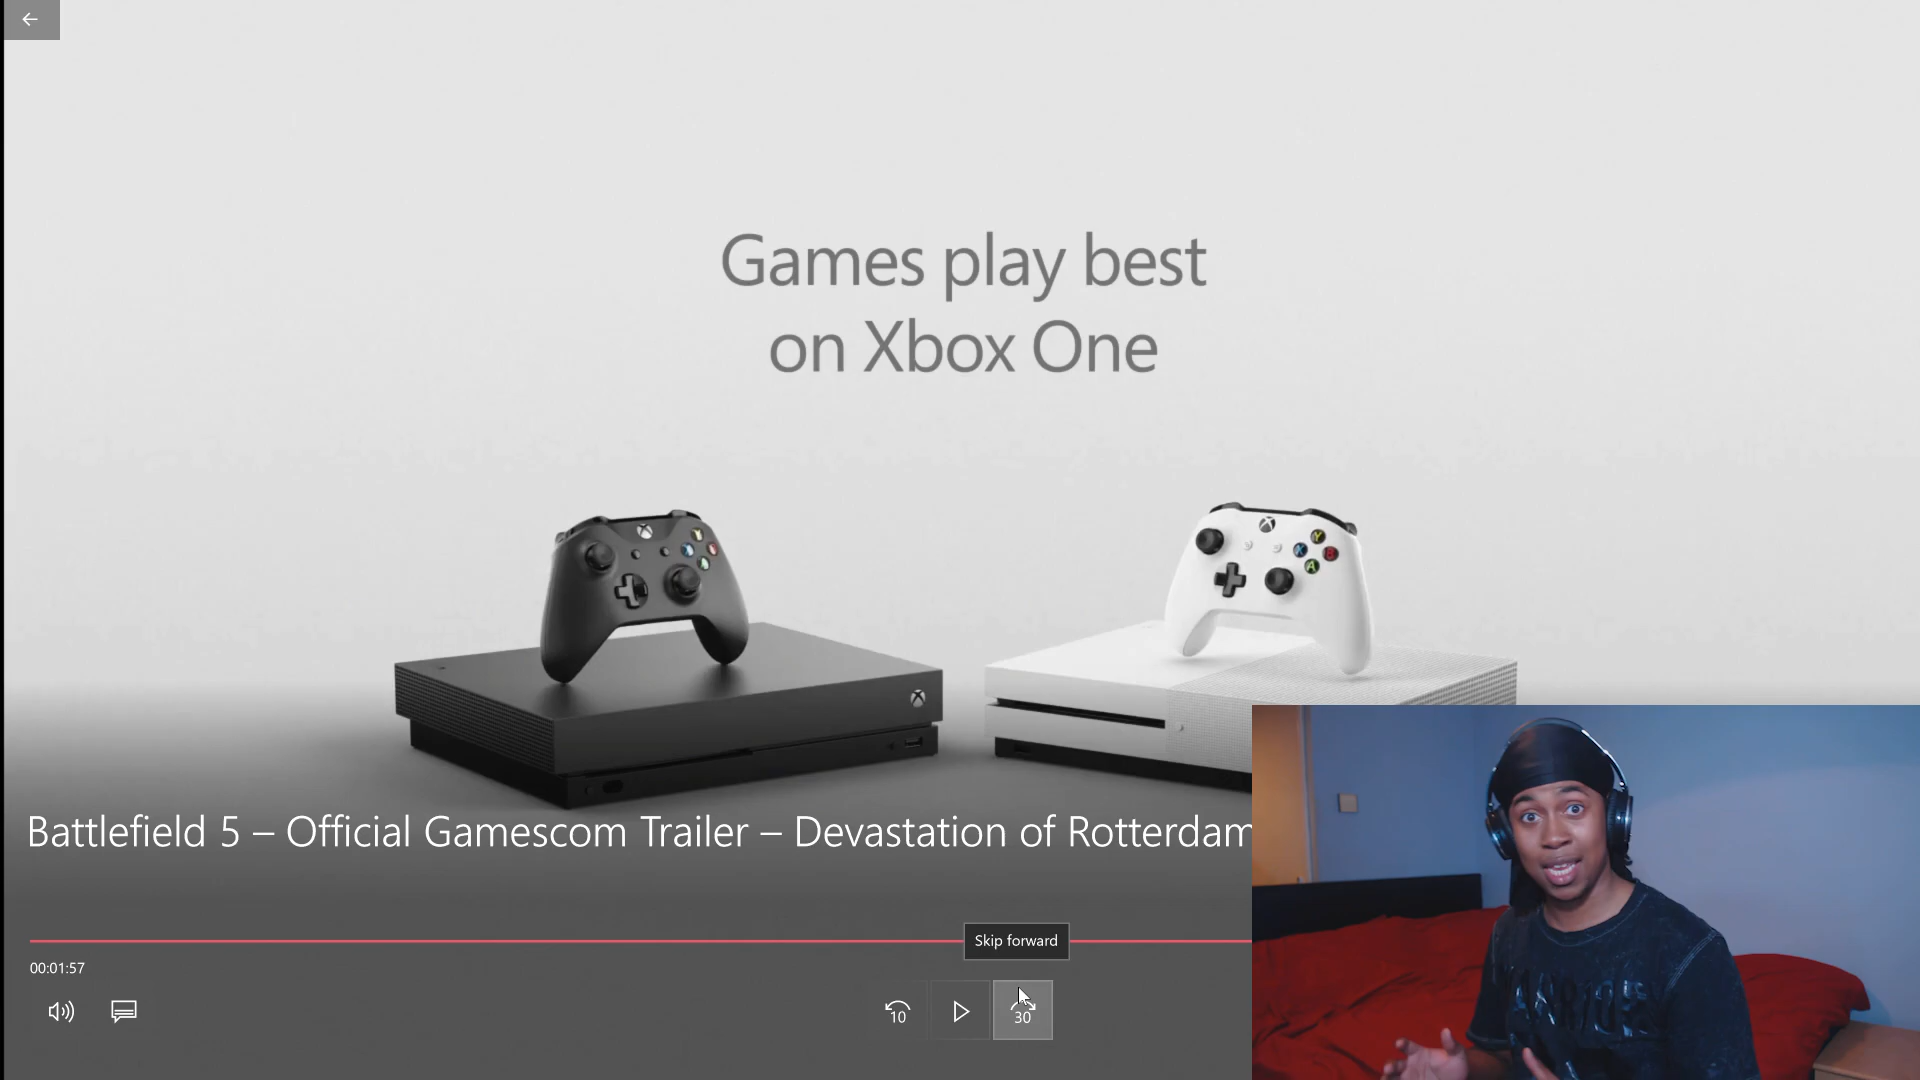 Games play best
on Xbox One
Y
X
B
A
Battlefield 5 – Official Gamescom Trailer – Devastation of Rotterdam
Skip forward
00:01:57
10
30